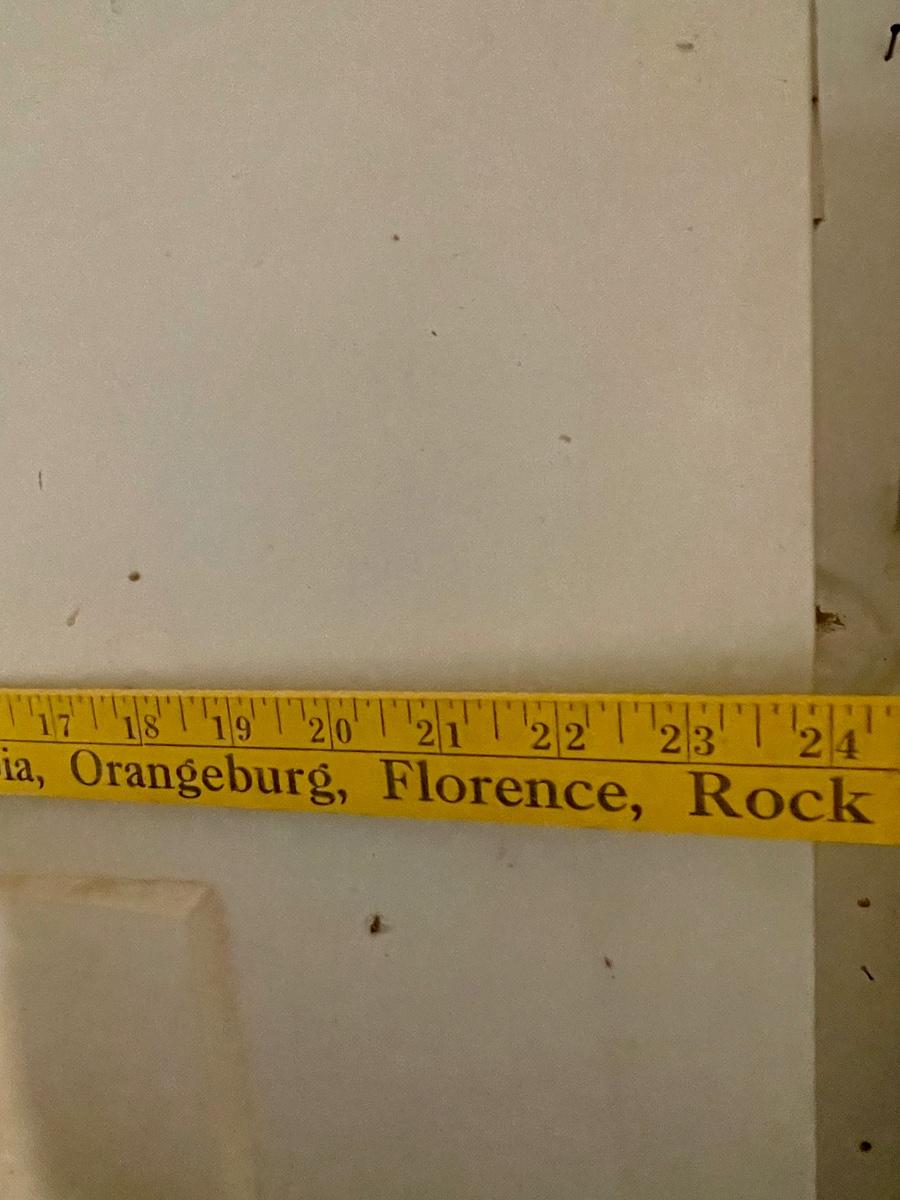 17 18 19 20 21 22 23 24
ia, Orangeburg, Florence, Rock